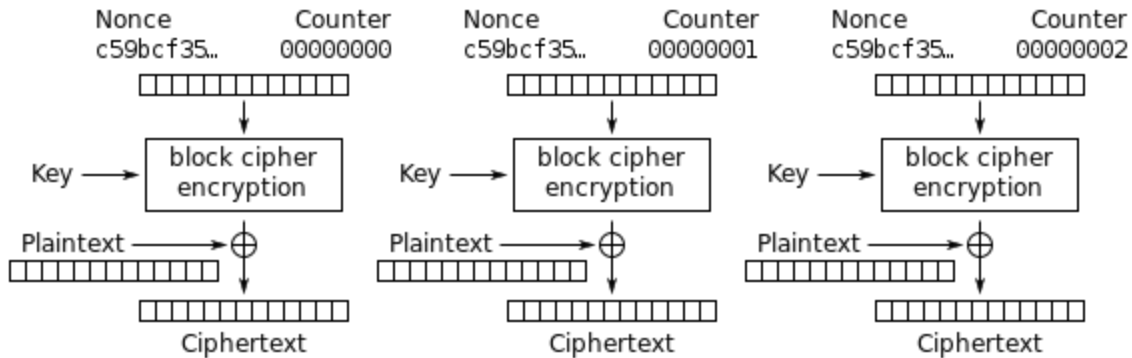 Nonce Counter Nonce Counter Nonce Counter
c59bcf35… 00000000 c59bcf35… 00000001 c59bcf35… 00000002
block cipher block cipher block cipher
Key Key Key
encryption encryption encryption
Plaintext Plaintext Plaintext
Ciphertext Ciphertext Ciphertext